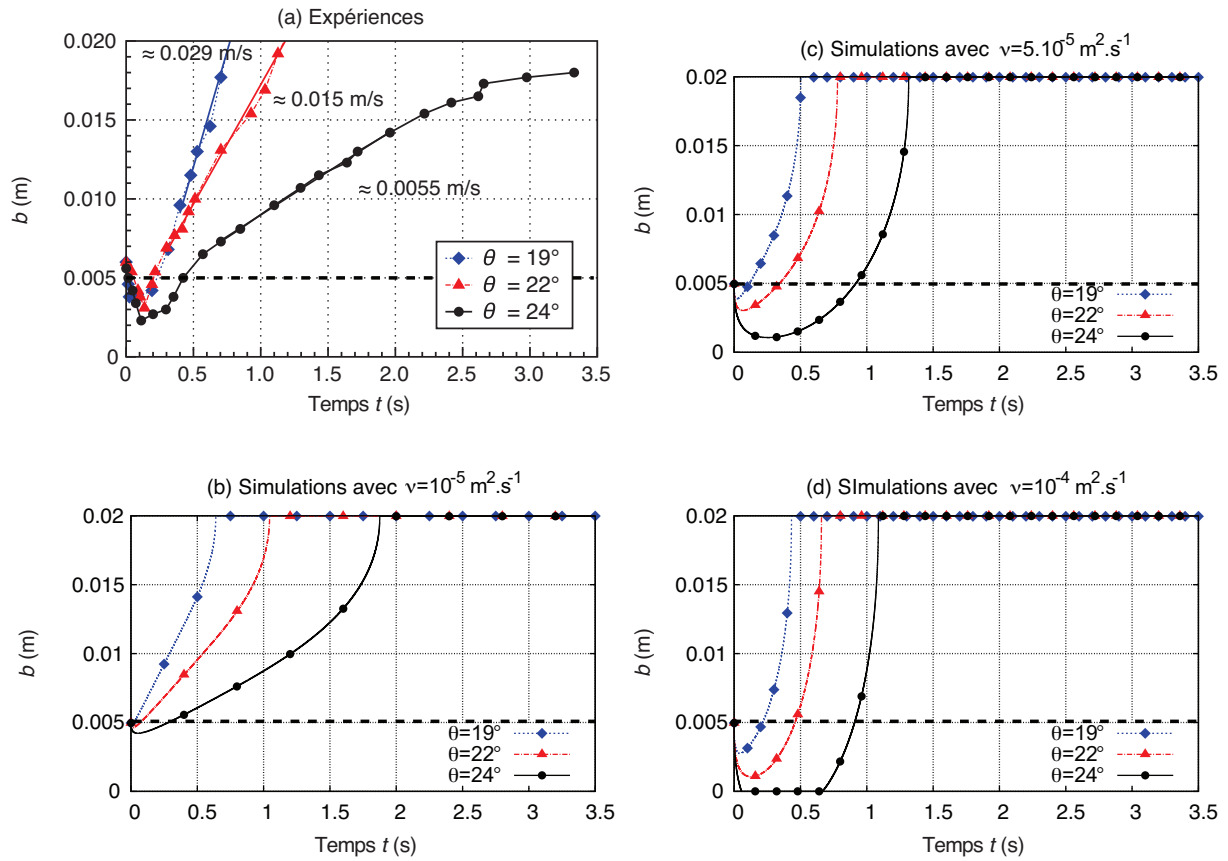 (a) Expériences
0.020
0.015
0.010
0.005
0
b (m)
≈ 0.029 m/s
≈ 0.015 m/s
≈ 0.0055 m/s
θ = 19°
θ = 22°
θ = 24°
0 0.5 1.0 1.5 2.0 2.5 3.0 3.5
Temps t (s)
(c) Simulations avec ν=5.10⁻⁵ m².s⁻¹
0.02
0.015
0.01
0.005
0
b (m)
θ=19°
θ=22°
θ=24°
0 0.5 1 1.5 2 2.5 3 3.5
Temps t (s)
(b) Simulations avec ν=10⁻⁵ m².s⁻¹
0.02
0.015
0.01
0.005
0
b (m)
θ=19°
θ=22°
θ=24°
0 0.5 1 1.5 2 2.5 3 3.5
Temps t (s)
(d) SImulations avec ν=10⁻⁴ m².s⁻¹
0.02
0.015
0.01
0.005
0
b (m)
θ=19°
θ=22°
θ=24°
0 0.5 1 1.5 2 2.5 3 3.5
Temps t (s)